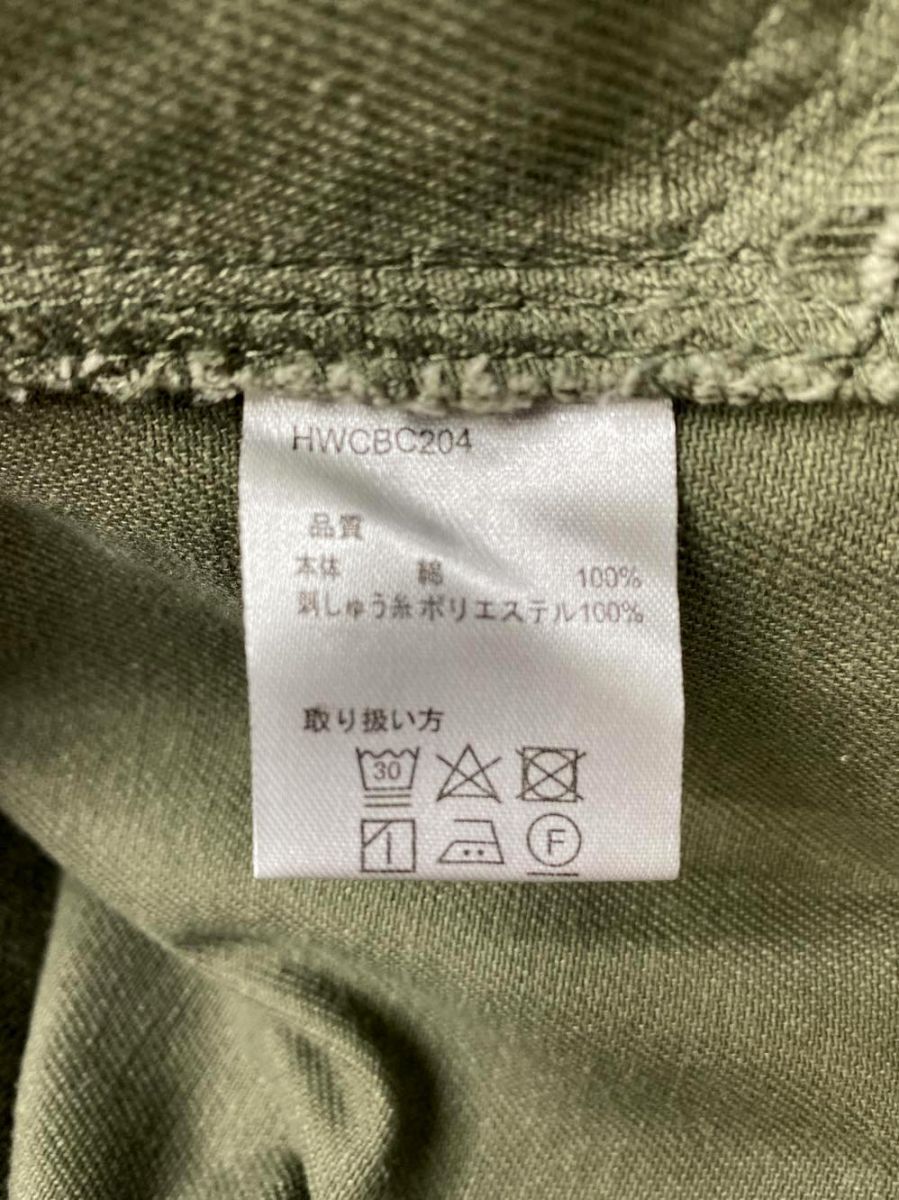 HWCBC204
品質
本体 綿 100%
刺しゅう糸 ポリエステル100%
取り扱い方
30
F